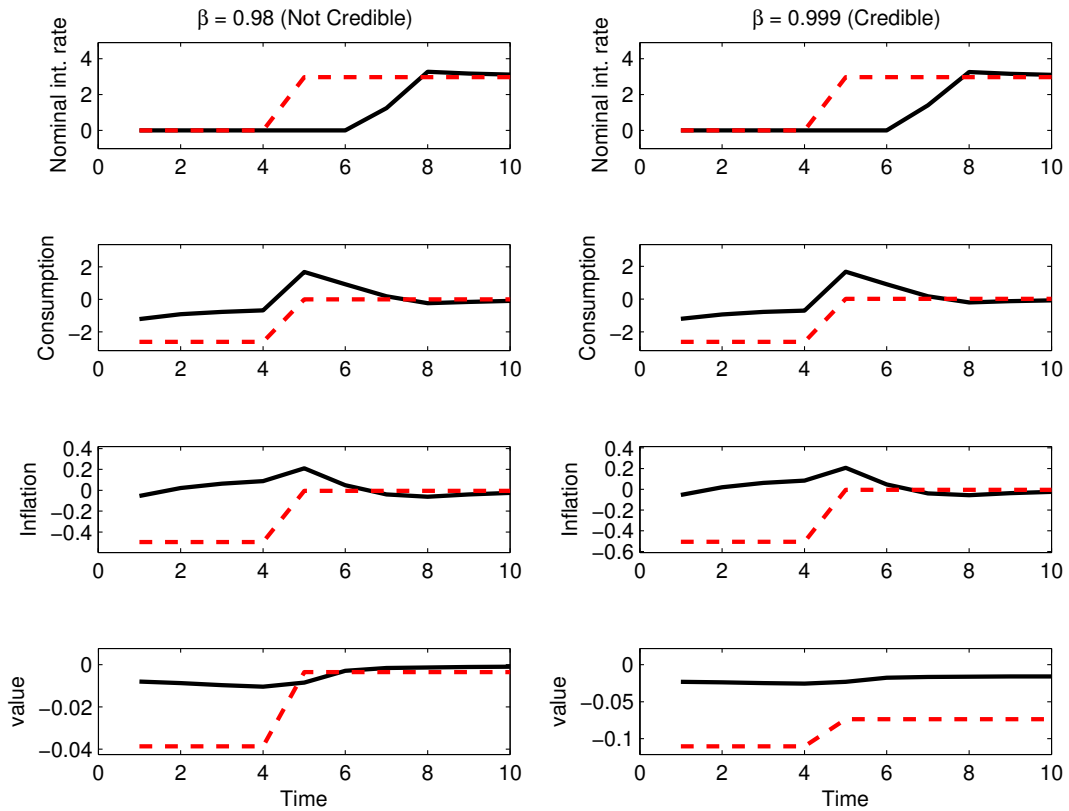 β = 0.98 (Not Credible)
Nominal int. rate
4
2
0
0 2 4 6 8 10
Consumption
2
0
−2
0 2 4 6 8 10
Inflation
0.4
0.2
0
−0.2
−0.4
0 2 4 6 8 10
value
0
−0.02
−0.04
0 2 4 6 8 10
Time
β = 0.999 (Credible)
Nominal int. rate
4
2
0
0 2 4 6 8 10
Consumption
2
0
−2
0 2 4 6 8 10
Inflation
0.4
0.2
0
−0.2
−0.4
−0.6
0 2 4 6 8 10
value
0
−0.05
−0.1
0 2 4 6 8 10
Time